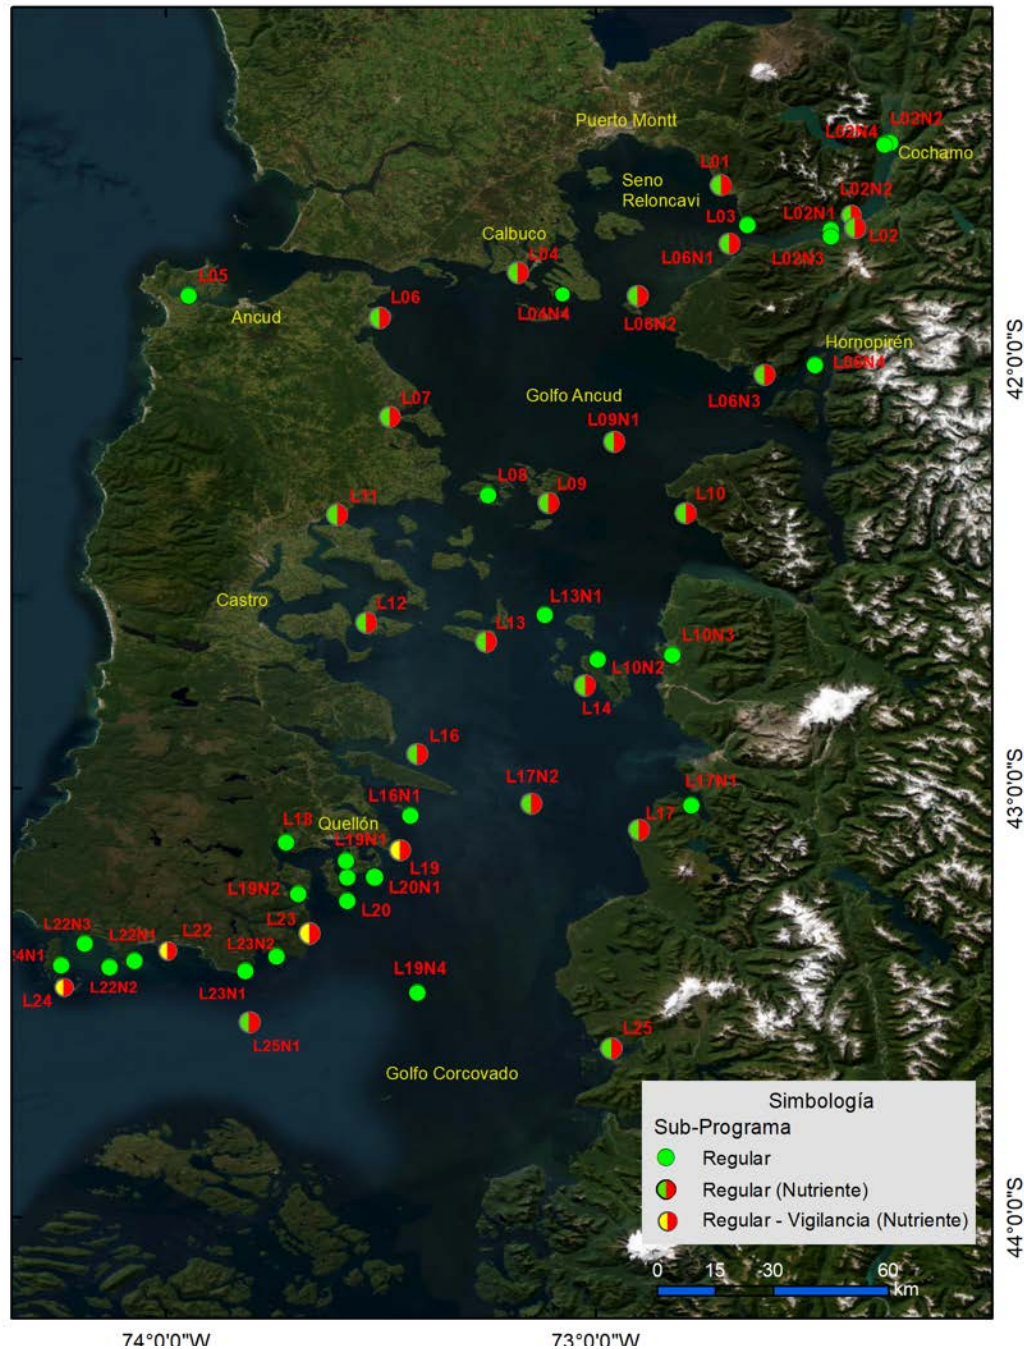 L02N2
L02N4
Puerto Montt
Cochamo
L01
Seno
Reloncavi
L02N2
L03
L02N1
L02
Calbuco
L04
L06N1
L02N3
L05
L06
Ancud
L04N4
L06N2
Hornopirén
L06N4
42°0'0"S
L06N3
L07
Golfo Ancud
L09N1
L08
L09
L10
L11
Castro
L12
L13N1
L13
L10N3
L10N2
L14
L16
L17N2
L17N1
43°0'0"S
L16N1
L18
Quellón
L17
L19N1
L19
L20N1
L19N2
L20
L22N3
L22N1
L22
L23
L23N2
24N1
L22N2
L19N4
L24
L23N1
L25N1
L25
Golfo Corcovado
Simbología
Sub-Programa
Regular
Regular (Nutriente)
Regular - Vigilancia (Nutriente)
44°0'0"S
0 15 30 60
km
74°0'0"W 73°0'0"W